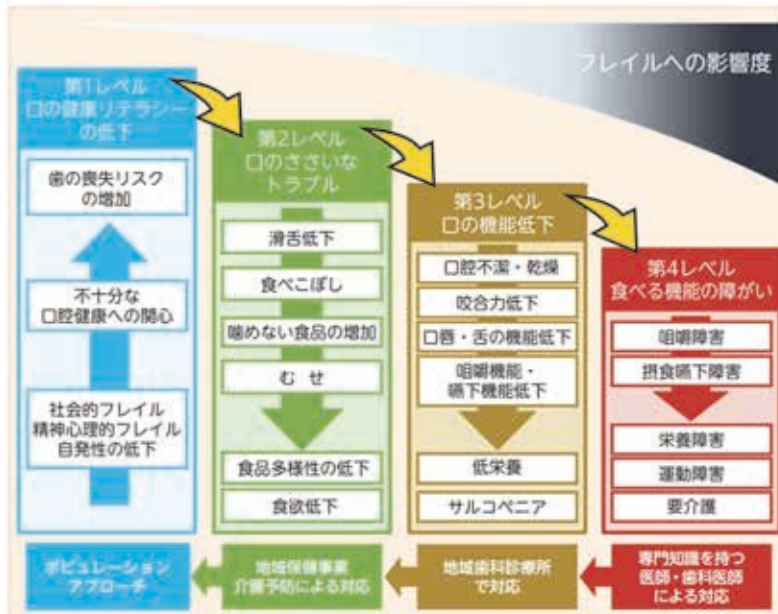 フレイルへの影響度
第1レベル
口の健康リテラシー
の低下
歯の喪失リスク
の増加
不十分な
口腔健康への関心
社会的フレイル
精神心理的フレイル
自発性の低下
ポピュレーション
アプローチ
第2レベル
口のささいな
トラブル
滑舌低下
食べこぼし
噛めない食品の増加
むせ
食品多様性の低下
食欲低下
地域保健事業
介護予防による対応
第3レベル
口の機能低下
口腔不潔・乾燥
咬合力低下
口唇・舌の機能低下
咀嚼機能・
嚥下機能低下
低栄養
サルコペニア
地域歯科診療所
で対応
第4レベル
食べる機能の障がい
咀嚼障害
摂食嚥下障害
栄養障害
運動障害
要介護
専門知識を持つ
医師・歯科医師
による対応